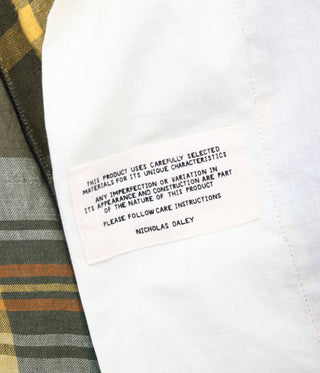 THIS PRODUCT USES CAREFULLY SELECTED
MATERIALS FOR ITS UNIQUE CHARACTERISTICS
ANY IMPERFECTION OR VARIATION IN
ITS APPEARANCE AND CONSTRUCTION ARE PART
OF THE NATURE OF THIS PRODUCT
PLEASE FOLLOW CARE INSTRUCTIONS
NICHOLAS DALEY